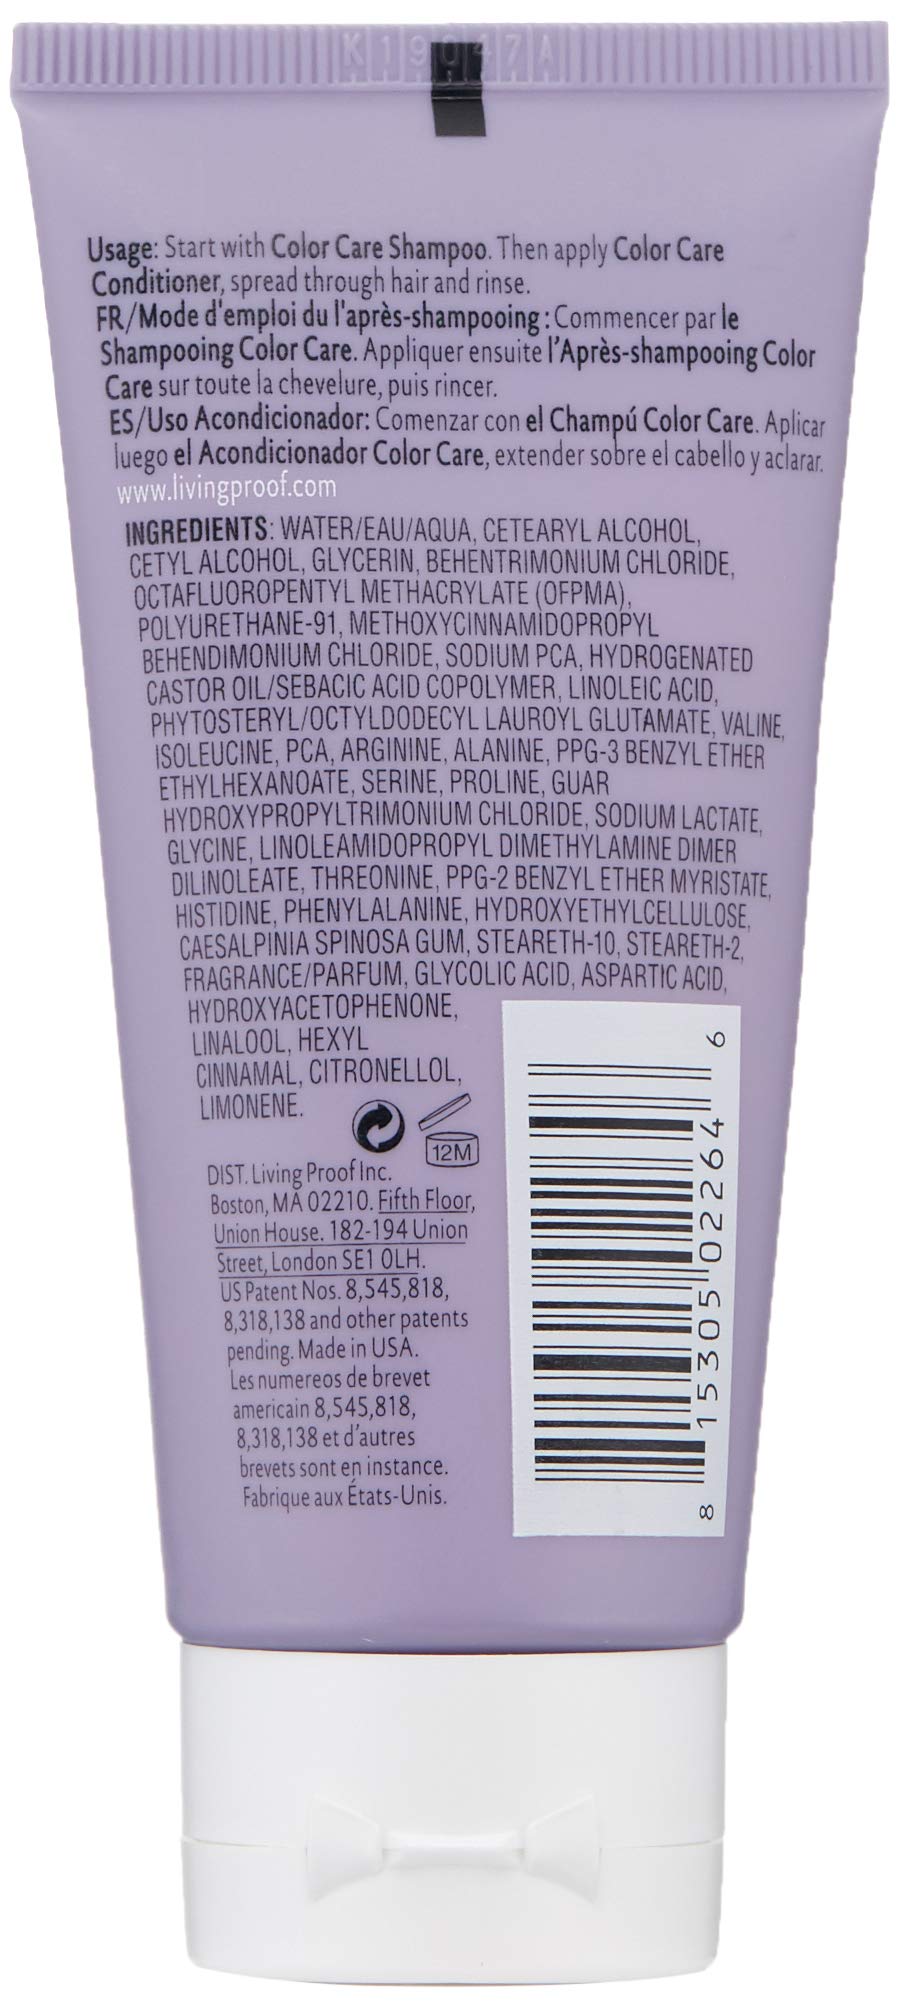 K19047A
Usage: Start with Color Care Shampoo. Then apply Color Care
Conditioner, spread through hair and rinse.
FR/Mode d'emploi du l'après-shampooing : Commencer par le
Shampooing Color Care. Appliquer ensuite l'Après-shampooing Color
Care sur toute la chevelure, puis rincer.
ES/Uso Acondicionador: Comenzar con el Champú Color Care. Aplicar
luego el Acondicionador Color Care, extender sobre el cabello y aclarar.
www.livingproof.com
INGREDIENTS: WATER/EAU/AQUA, CETEARYL ALCOHOL,
CETYL ALCOHOL, GLYCERIN, BEHENTRIMONIUM CHLORIDE,
OCTAFLUOROPENTYL METHACRYLATE (OFPMA),
POLYURETHANE-91, METHOXYCINNAMIDOPROPYL
BEHENDIMONIUM CHLORIDE, SODIUM PCA, HYDROGENATED
CASTOR OIL/SEBACIC ACID COPOLYMER, LINOLEIC ACID,
PHYTOSTERYL/OCTYLDODECYL LAUROYL GLUTAMATE, VALINE,
ISOLEUCINE, PCA, ARGININE, ALANINE, PPG-3 BENZYL ETHER
ETHYLHEXANOATE, SERINE, PROLINE, GUAR
HYDROXYPROPYLTRIMONIUM CHLORIDE, SODIUM LACTATE,
GLYCINE, LINOLEAMIDOPROPYL DIMETHYLAMINE DIMER
DILINOLEATE, THREONINE, PPG-2 BENZYL ETHER MYRISTATE,
HISTIDINE, PHENYLALANINE, HYDROXYETHYLCELLULOSE,
CAESALPINIA SPINOSA GUM, STEARETH-10, STEARETH-2,
FRAGRANCE/PARFUM, GLYCOLIC ACID, ASPARTIC ACID,
HYDROXYACETOPHENONE,
LINALOOL, HEXYL
CINNAMAL, CITRONELLOL,
LIMONENE.
12M
DIST. Living Proof Inc.
Boston, MA 02210. Fifth Floor,
Union House. 182-194 Union
Street, London SE1 0LH.
US Patent Nos. 8,545,818,
8,318,138 and other patents
pending. Made in USA.
Les numereos de brevet
americain 8,545,818,
8,318,138 et d'autres
brevets sont en instance.
Fabrique aux États-Unis.
8 15305 02264 6